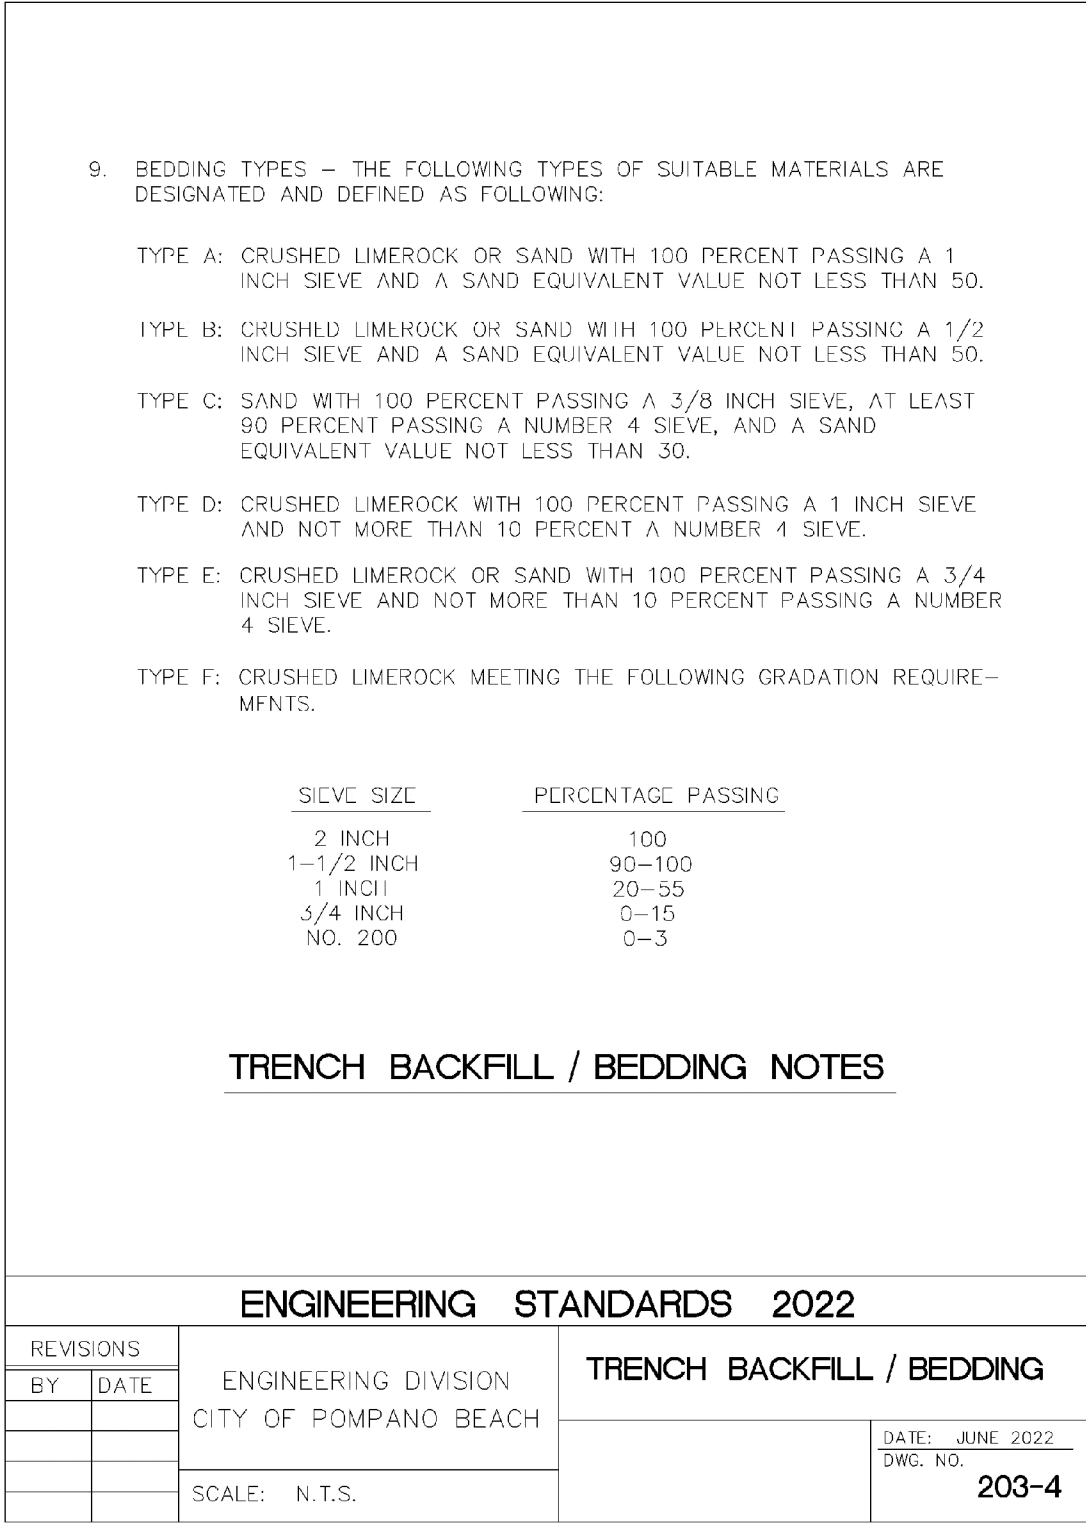 9. BEDDING TYPES – THE FOLLOWING TYPES OF SUITABLE MATERIALS ARE
DESIGNATED AND DEFINED AS FOLLOWING:
TYPE A: CRUSHED LIMEROCK OR SAND WITH 100 PERCENT PASSING A 1
INCH SIEVE AND A SAND EQUIVALENT VALUE NOT LESS THAN 50.
TYPE B: CRUSHED LIMEROCK OR SAND WITH 100 PERCENT PASSING A 1/2
INCH SIEVE AND A SAND EQUIVALENT VALUE NOT LESS THAN 50.
TYPE C: SAND WITH 100 PERCENT PASSING A 3/8 INCH SIEVE, AT LEAST
90 PERCENT PASSING A NUMBER 4 SIEVE, AND A SAND
EQUIVALENT VALUE NOT LESS THAN 30.
TYPE D: CRUSHED LIMEROCK WITH 100 PERCENT PASSING A 1 INCH SIEVE
AND NOT MORE THAN 10 PERCENT A NUMBER 4 SIEVE.
TYPE E: CRUSHED LIMEROCK OR SAND WITH 100 PERCENT PASSING A 3/4
INCH SIEVE AND NOT MORE THAN 10 PERCENT PASSING A NUMBER
4 SIEVE.
TYPE F: CRUSHED LIMEROCK MEETING THE FOLLOWING GRADATION REQUIRE–
MENTS.
SIEVE SIZE PERCENTAGE PASSING
2 INCH 100
1–1/2 INCH 90–100
1 INCH 20–55
3/4 INCH 0–15
NO. 200 0–3
TRENCH BACKFILL / BEDDING NOTES
ENGINEERING STANDARDS 2022
REVISIONS
BY DATE
ENGINEERING DIVISION
CITY OF POMPANO BEACH
SCALE: N.T.S.
TRENCH BACKFILL / BEDDING
DATE: JUNE 2022
DWG. NO.
203-4